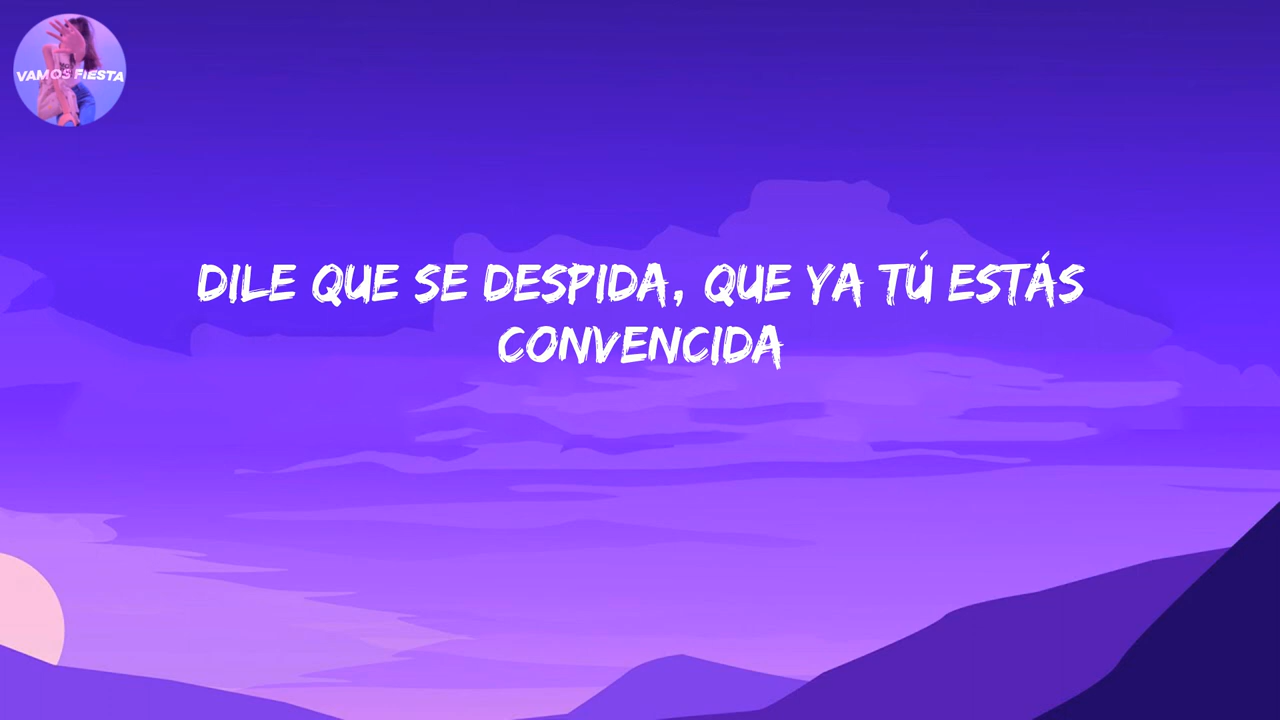 VAMOS FIESTA
DILE QUE SE DESPIDA, QUE YA TÚ ESTÁS
CONVENCIDA